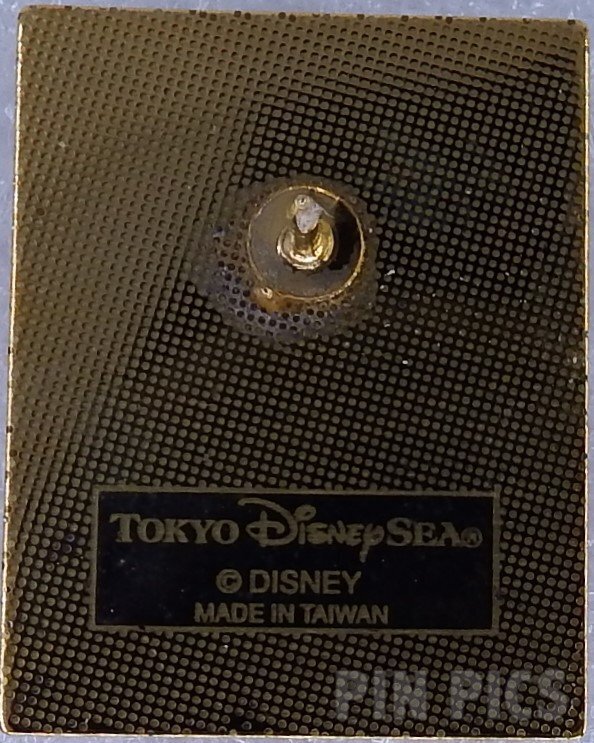 TOKYO DISNEYSEA®
© DISNEY
MADE IN TAIWAN
PIN PICS